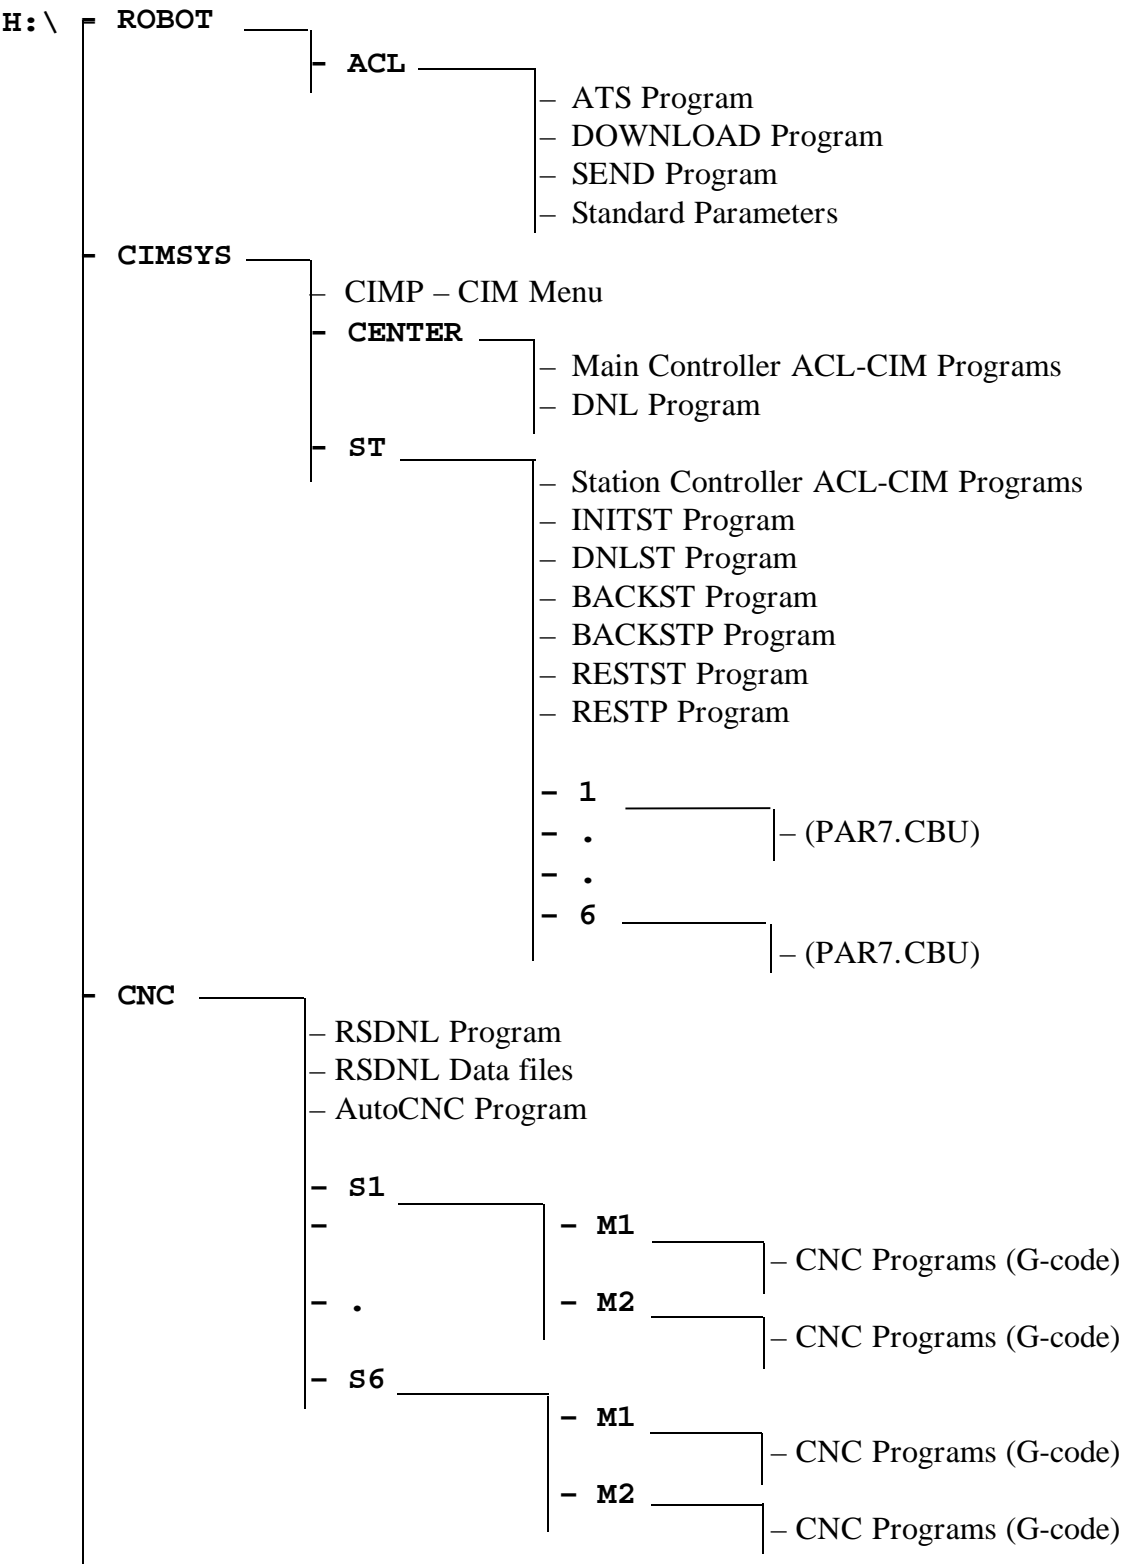 H:\ - ROBOT
- ACL
– ATS Program
– DOWNLOAD Program
– SEND Program
– Standard Parameters
- CIMSYS
– CIMP – CIM Menu
- CENTER
– Main Controller ACL-CIM Programs
– DNL Program
- ST
– Station Controller ACL-CIM Programs
– INITST Program
– DNLST Program
– BACKST Program
– BACKSTP Program
– RESTST Program
– RESTP Program
- 1
- .
– (PAR7.CBU)
- .
- 6
– (PAR7.CBU)
- CNC
– RSDNL Program
– RSDNL Data files
– AutoCNC Program
- S1
- - M1
– CNC Programs (G-code)
- . - M2
– CNC Programs (G-code)
- S6
- M1
– CNC Programs (G-code)
- M2
– CNC Programs (G-code)